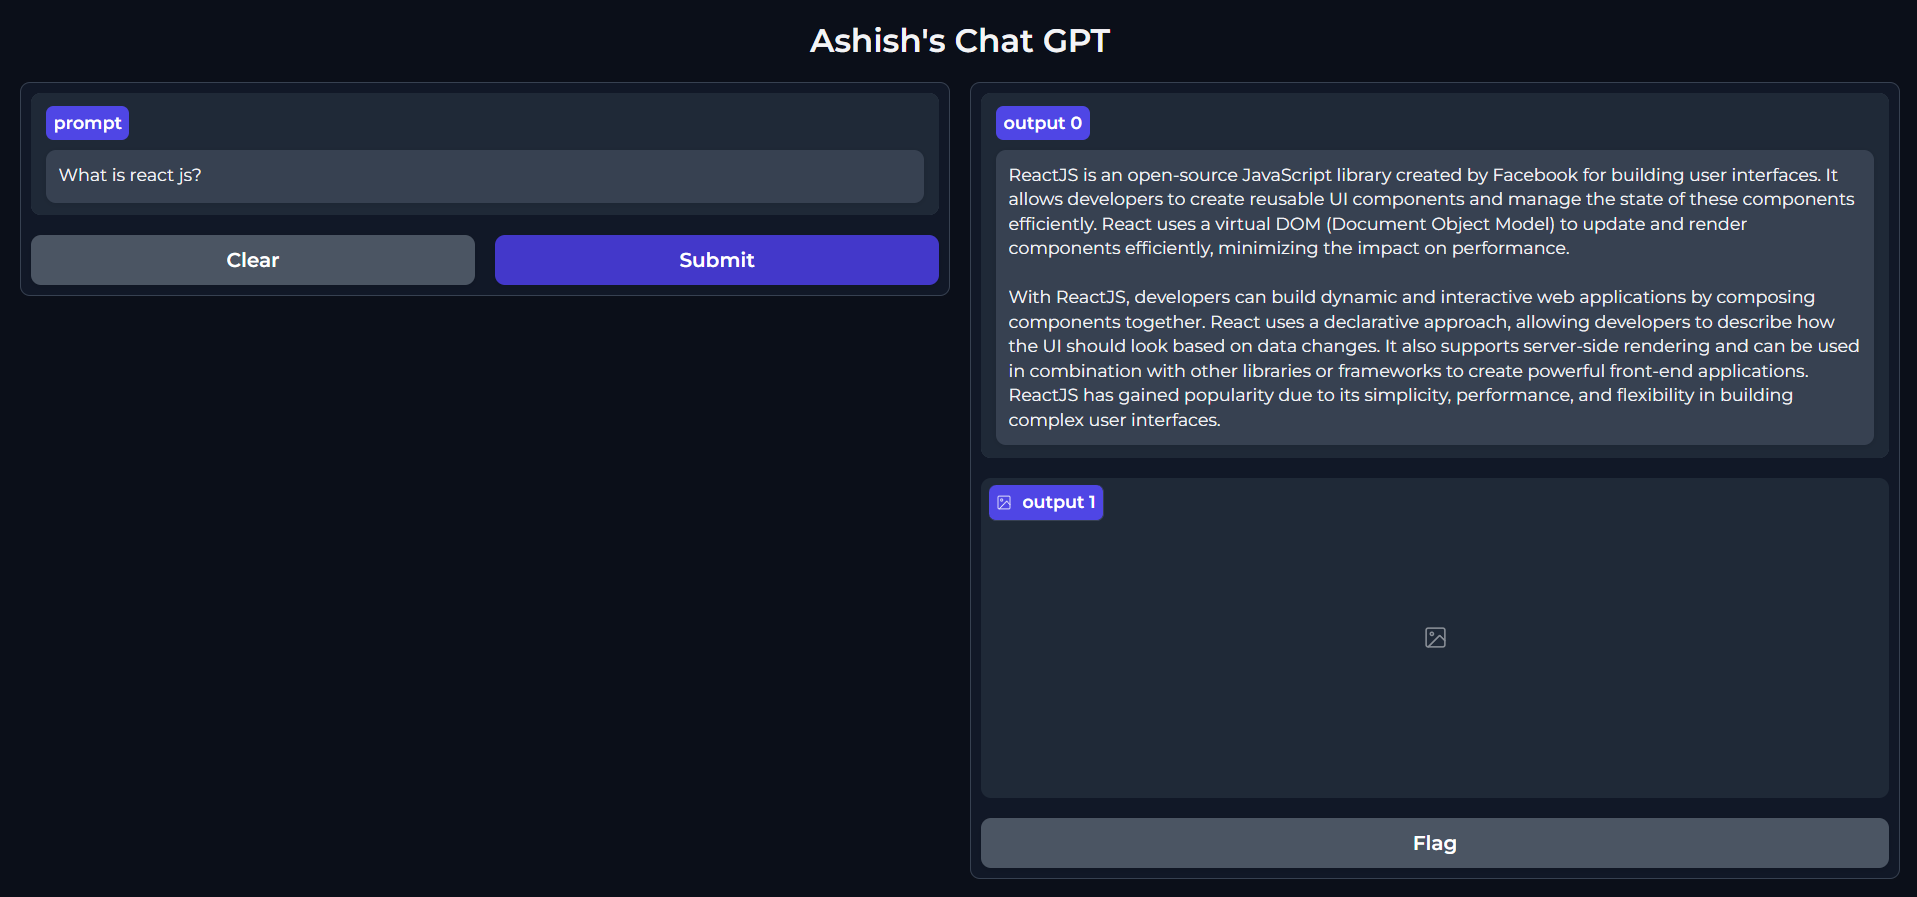 Ashish's Chat GPT
prompt
What is react js?
Clear
Submit
output 0
ReactJS is an open-source JavaScript library created by Facebook for building user interfaces. It
allows developers to create reusable UI components and manage the state of these components
efficiently. React uses a virtual DOM (Document Object Model) to update and render
components efficiently, minimizing the impact on performance.
With ReactJS, developers can build dynamic and interactive web applications by composing
components together. React uses a declarative approach, allowing developers to describe how
the UI should look based on data changes. It also supports server-side rendering and can be used
in combination with other libraries or frameworks to create powerful front-end applications.
ReactJS has gained popularity due to its simplicity, performance, and flexibility in building
complex user interfaces.
output 1
Flag